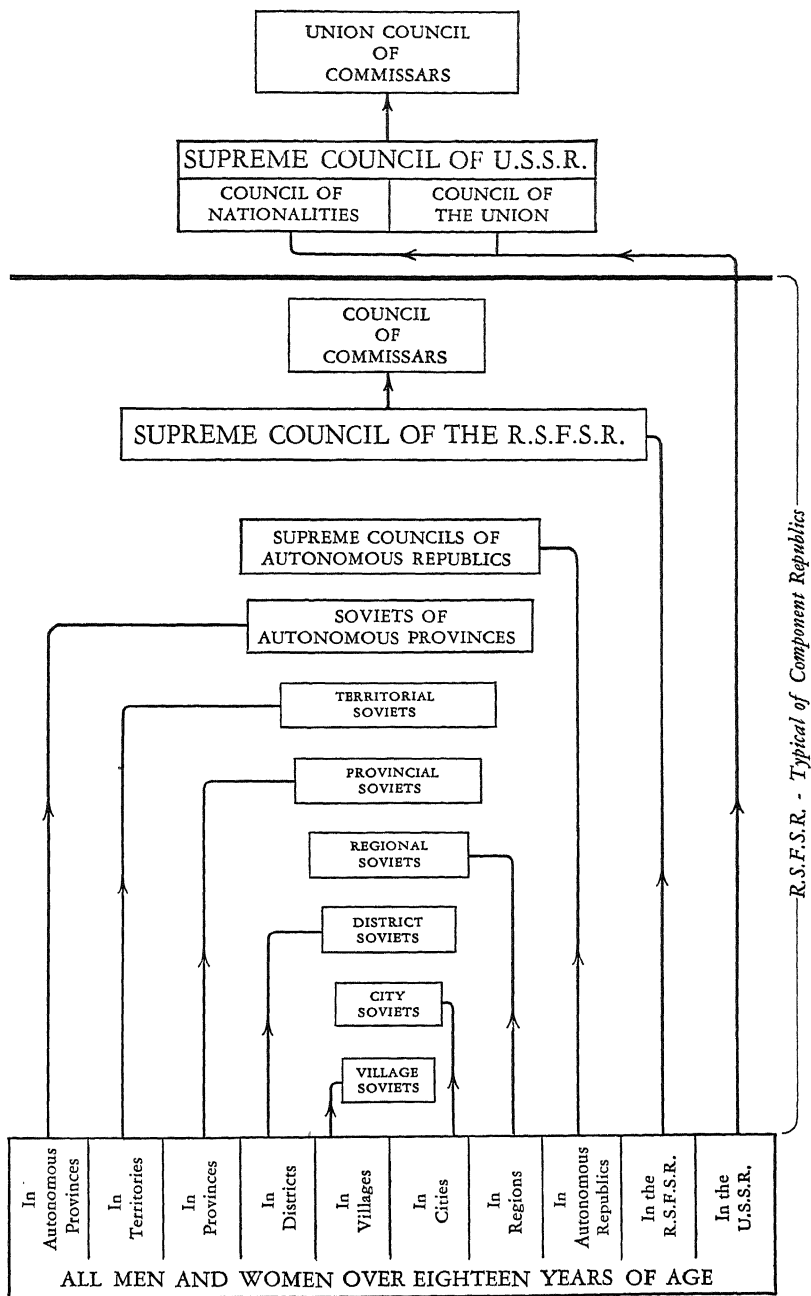 UNION COUNCIL
OF
COMMISSARS
SUPREME COUNCIL OF U.S.S.R.
COUNCIL OF
NATIONALITIES
COUNCIL OF
THE UNION
COUNCIL
OF
COMMISSARS
SUPREME COUNCIL OF THE R.S.F.S.R.
SUPREME COUNCILS OF
AUTONOMOUS REPUBLICS
SOVIETS OF
AUTONOMOUS PROVINCES
TERRITORIAL
SOVIETS
PROVINCIAL
SOVIETS
REGIONAL
SOVIETS
DISTRICT
SOVIETS
CITY
SOVIETS
VILLAGE
SOVIETS
R.S.F.S.R. - Typical of Component Republics
In
Autonomous
Provinces
In
Territories
In
Provinces
In
Districts
In
Villages
In
Cities
In
Regions
In
Autonomous
Republics
In the
R.S.F.S.R.
In the
U.S.S.R.
ALL MEN AND WOMEN OVER EIGHTEEN YEARS OF AGE